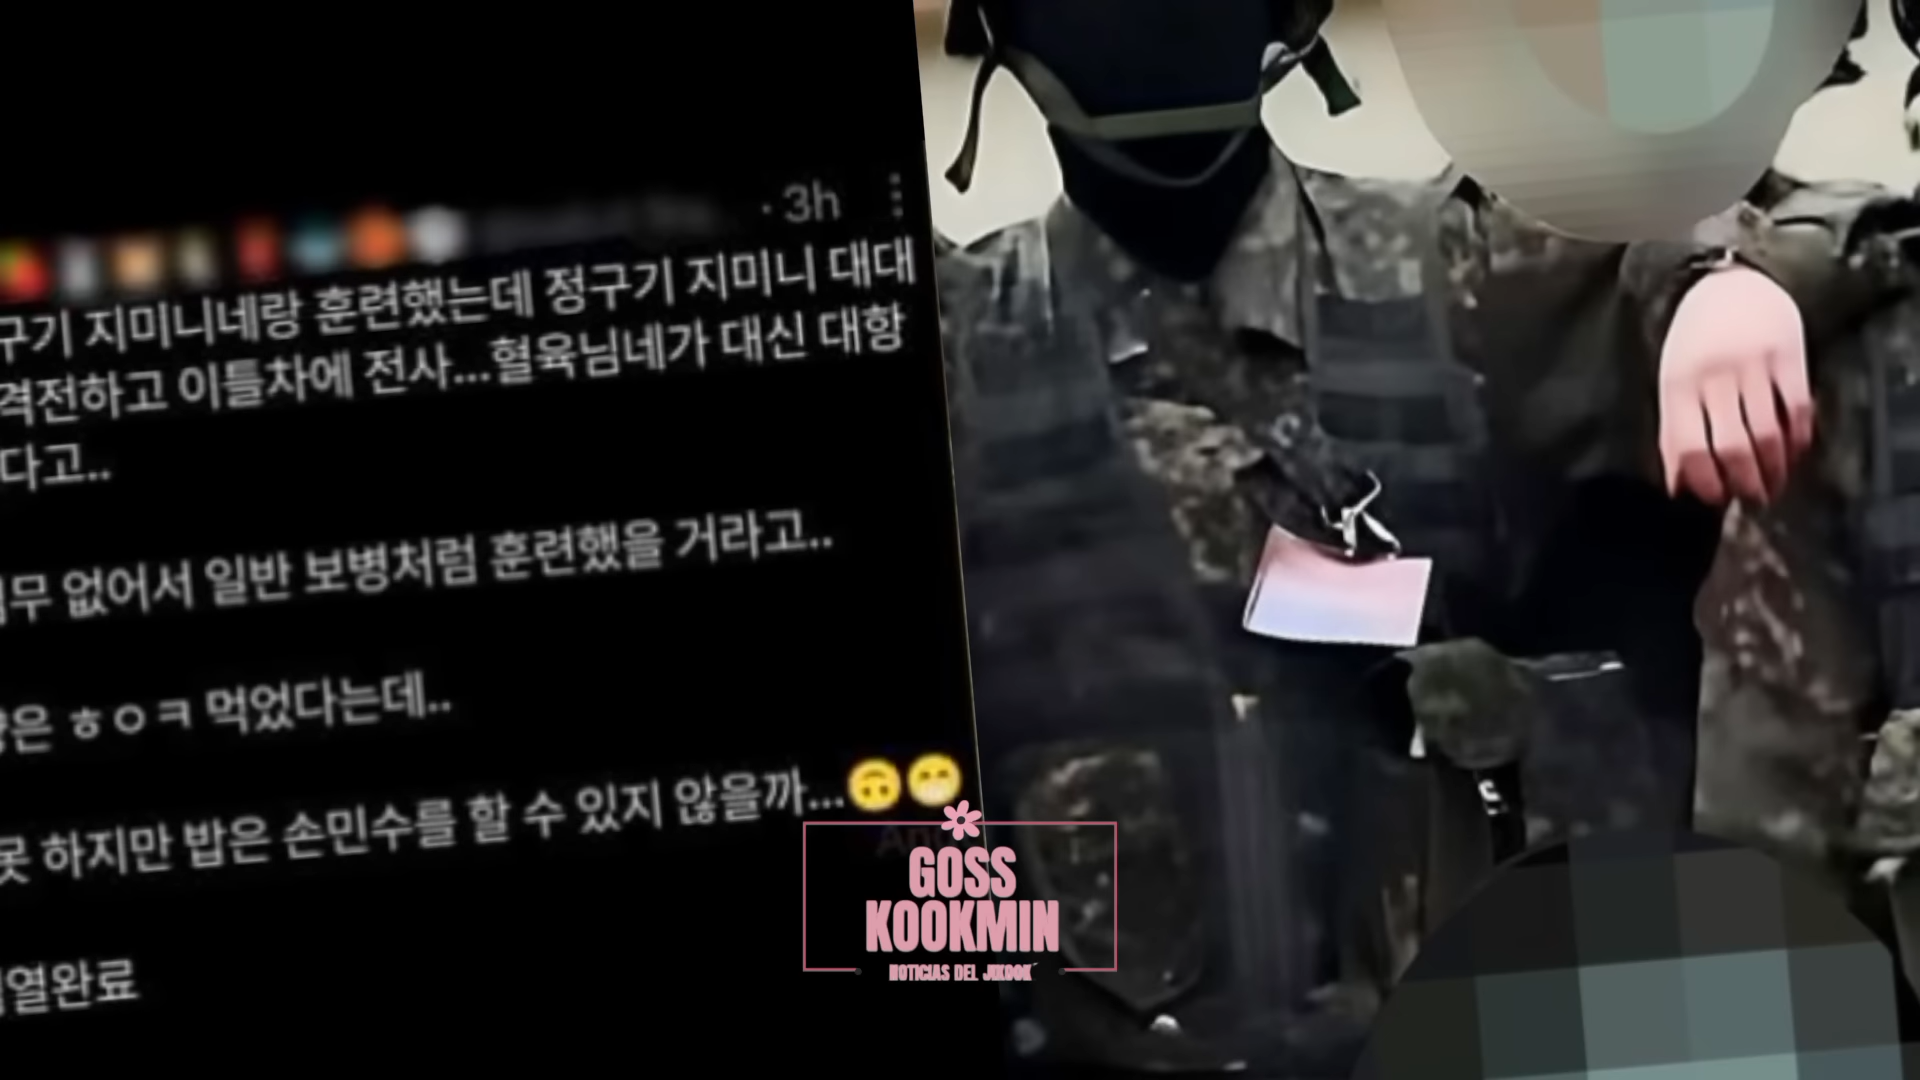 · 3h
구기 지미니네랑 훈련했는데 정구기 지미니 대대
격전하고 이틀차에 전사...혈육님네가 대신 대항
다고..
무 없어서 일반 보병처럼 훈련했을 거라고..
은 ㅎㅇㅋ 먹었다는데..
못 하지만 밥은 손민수를 할 수 있지 않을까...🙃😁
열완료
GOSS
KOOKMIN
NOTICIAS DEL JIKOOK